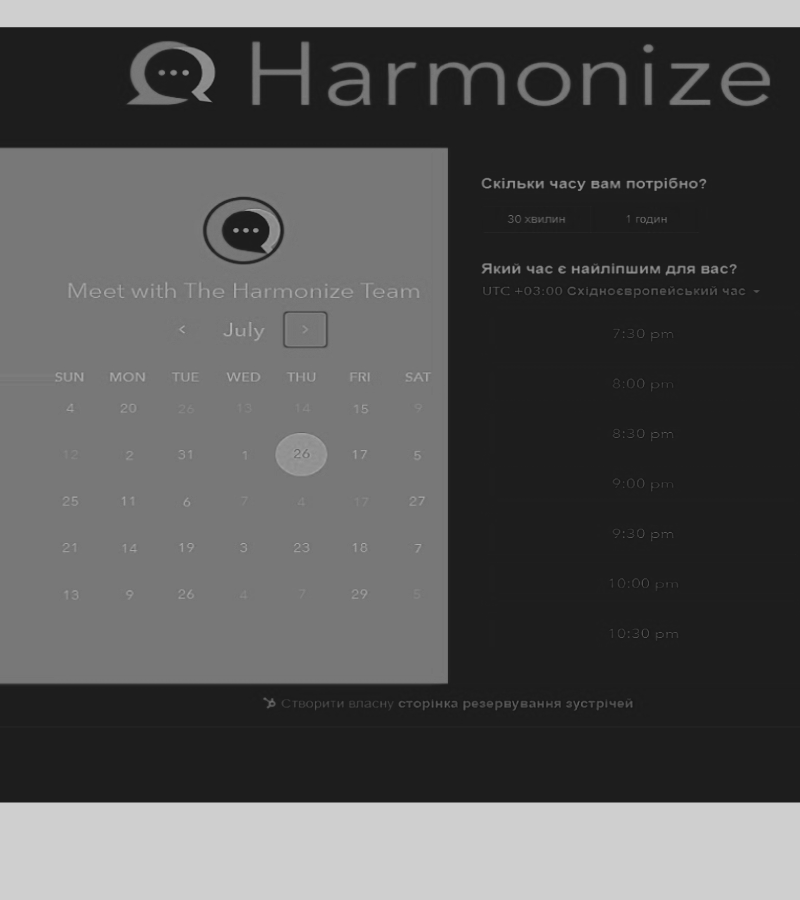 Harmonize
Meet with The Harmonize Team
< July >
SUN MON TUE WED THU FRI SAT
4 20 26 13 14 15 9
12 2 31 1 26 17 5
25 11 6 7 4 17 27
21 14 19 3 23 18 7
13 9 26 4 7 29 5
Скільки часу вам потрібно?
30 хвилин 1 годин
Який час є найліпшим для вас?
UTC +03:00 Східноєвропейський час
7:30 pm
8:00 pm
8:30 pm
9:00 pm
9:30 pm
10:00 pm
10:30 pm
Створити власну сторінка резервування зустрічей